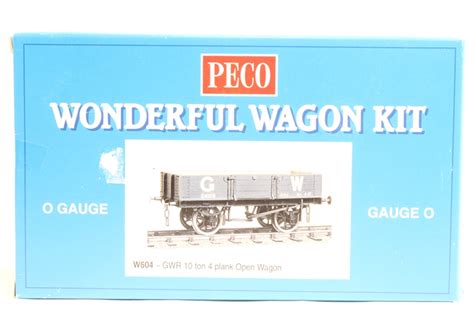 PECO
WONDERFUL WAGON KIT
G W
O GAUGE
GAUGE O
W604 – GWR 10 ton 4 plank Open Wagon